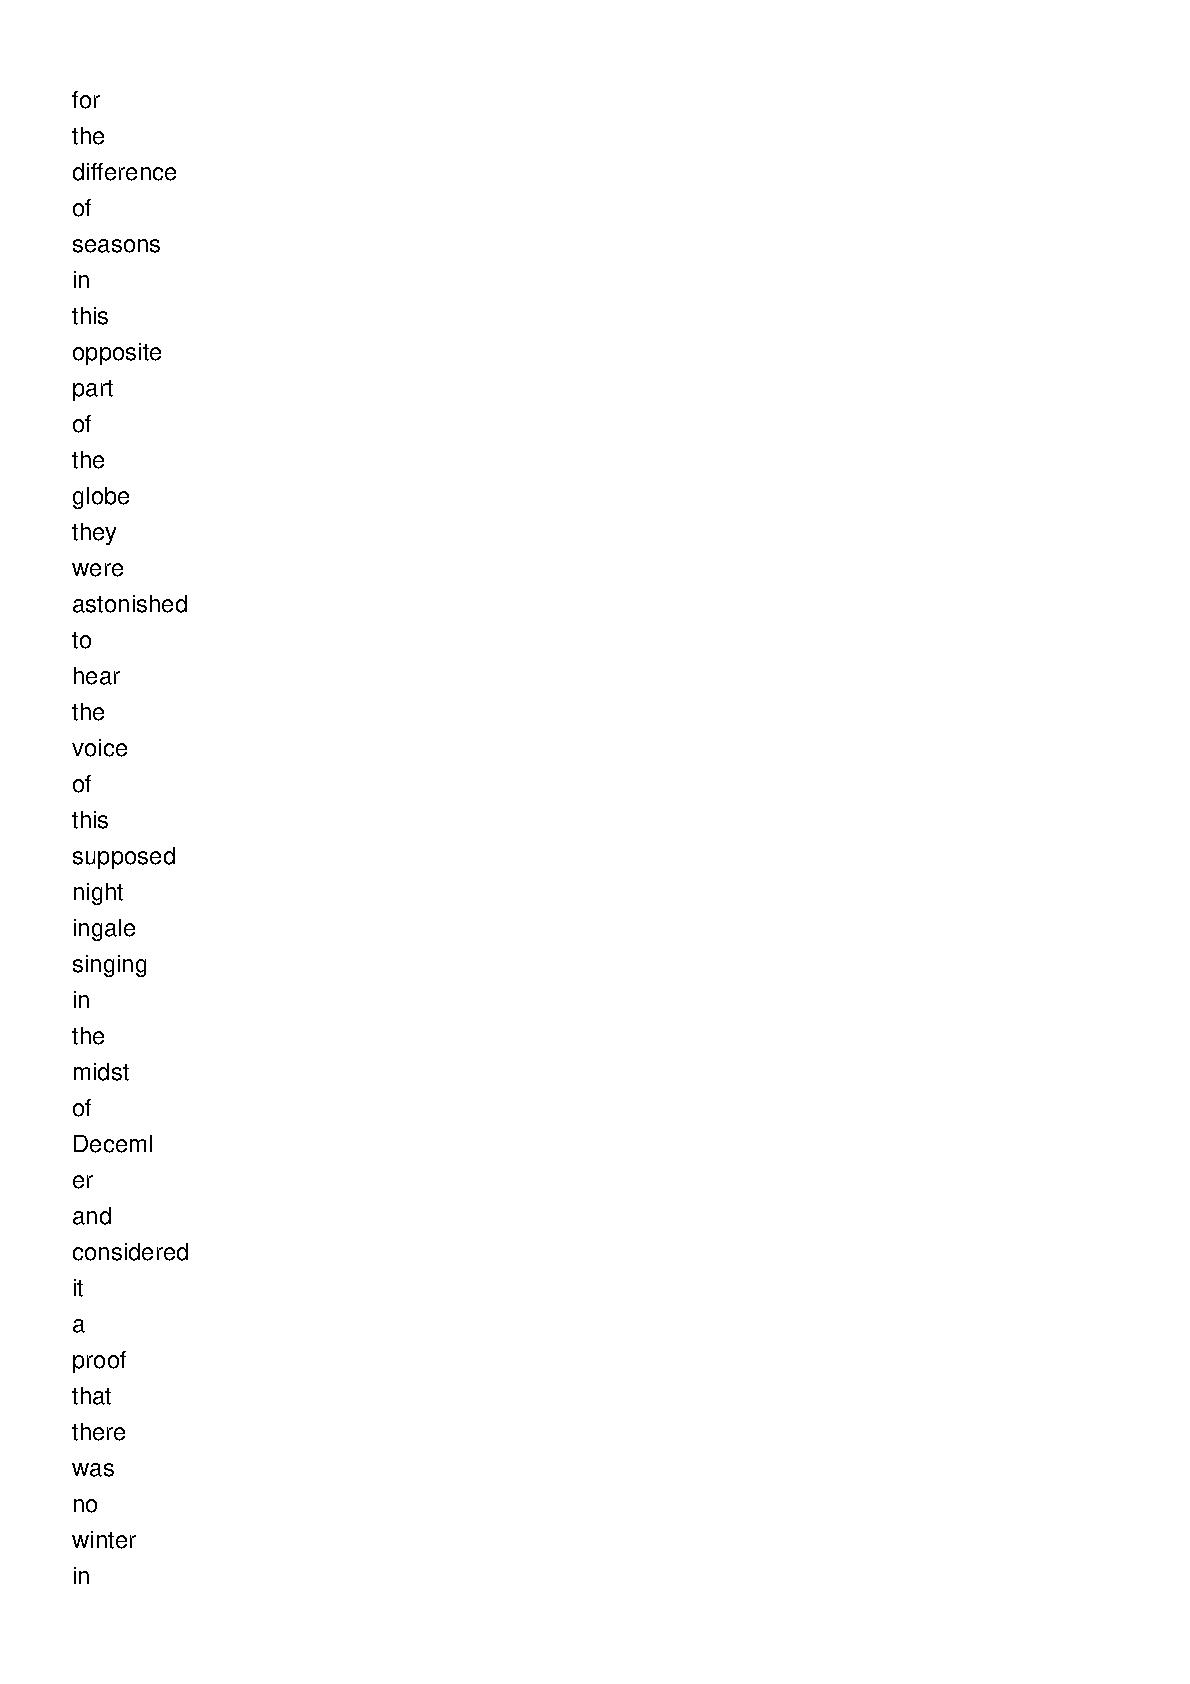 for
the
difference
of
seasons
in
this
opposite
part
of
the
globe
they
were
astonished
to
hear
the
voice
of
this
supposed
night
ingale
singing
in
the
midst
of
Deceml
er
and
considered
it
a
proof
that
there
was
no
winter
in